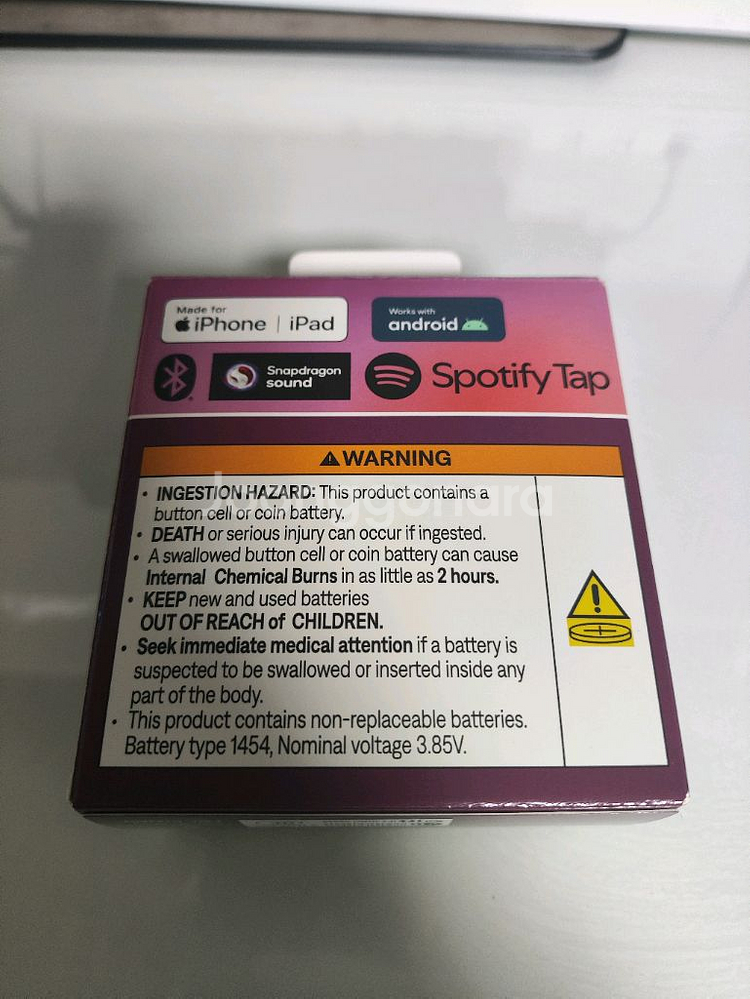 Made for
iPhone | iPad
Works with
android
Snapdragon
sound
Spotify Tap
WARNING
• INGESTION HAZARD: This product contains a
button cell or coin battery.
• DEATH or serious injury can occur if ingested.
• A swallowed button cell or coin battery can cause
Internal Chemical Burns in as little as 2 hours.
• KEEP new and used batteries
OUT OF REACH of CHILDREN.
• Seek immediate medical attention if a battery is
suspected to be swallowed or inserted inside any
part of the body.
• This product contains non-replaceable batteries.
Battery type 1454, Nominal voltage 3.85V.